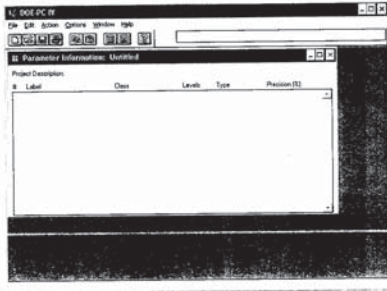 DOE-PC IV
File Edit Action Options Window Help
Parameter Information: Untitled
Project Description:
# Label Class Levels Type Precision (%)